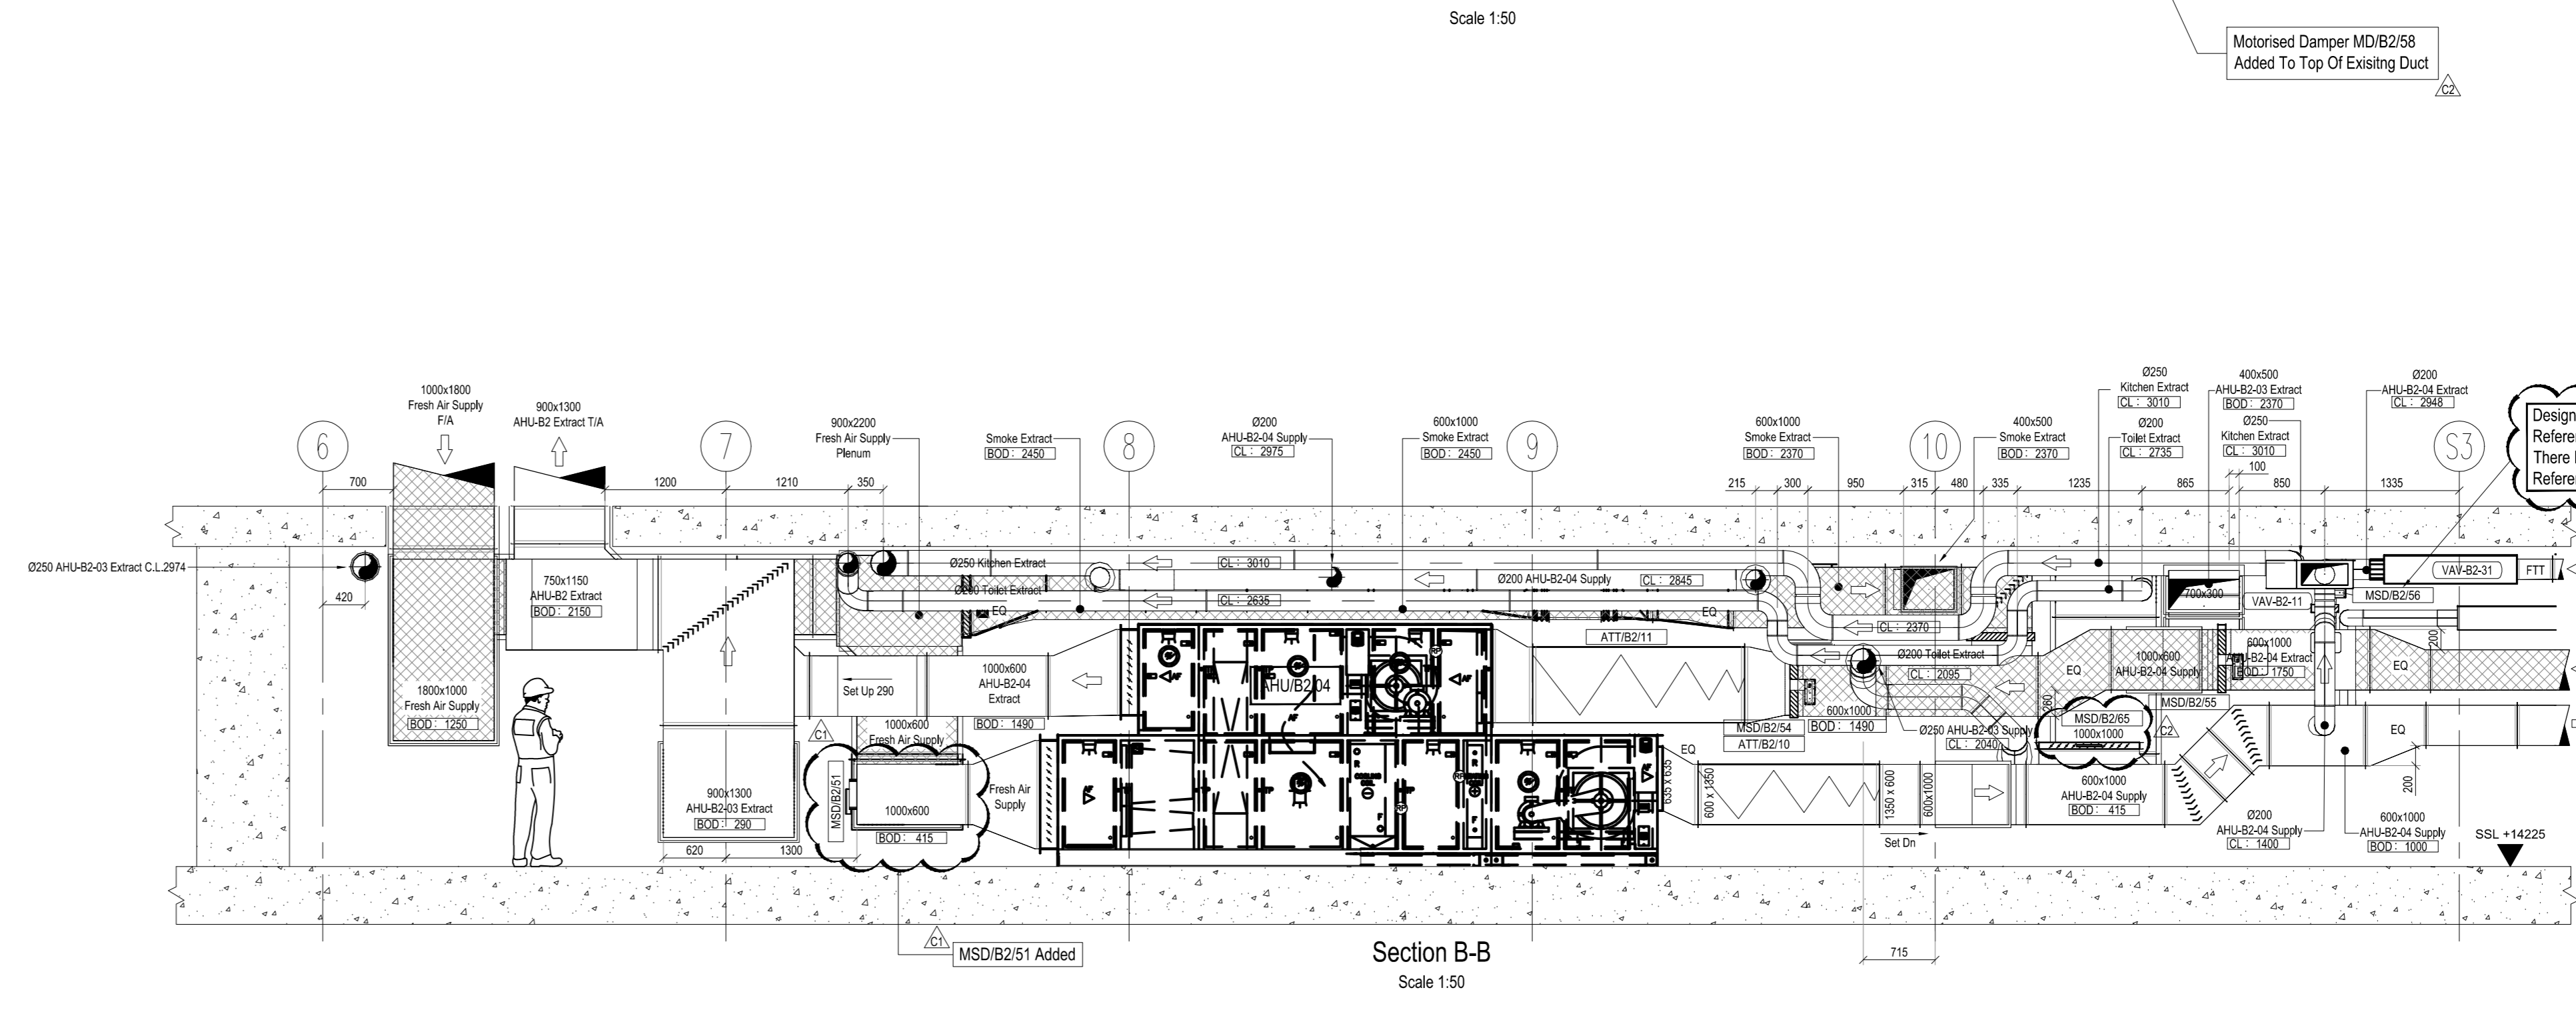 Scale 1:50
Motorised Damper MD/B2/58
Added To Top Of Exisitng Duct
C2
1000x1800
Fresh Air Supply
F/A
900x1300
AHU-B2 Extract T/A
900x2200
Fresh Air Supply
Plenum
Smoke Extract
BOD: 2450
Ø200
AHU-B2-04 Supply
CL: 2975
600x1000
Smoke Extract
BOD: 2450
600x1000
Smoke Extract
BOD: 2370
400x500
Smoke Extract
BOD: 2370
Ø250
Kitchen Extract
CL: 3010
Ø200
Toilet Extract
CL: 2735
400x500
AHU-B2-03 Extract
BOD: 2370
Ø250
Kitchen Extract
CL: 3010
Ø200
AHU-B2-04 Extract
CL: 2948
Design
There
6
7
8
9
10
S3
700
1200
1210
350
215
300
950
315
480
335
1235
865
100
850
1335
Ø250 AHU-B2-03 Extract C.L.2974
420
750x1150
AHU-B2 Extract
BOD: 2150
Ø250 Kitchen Extract
CL: 3010
Ø200 Toilet Extract
CL: 2635
EQ
Ø200 AHU-B2-04 Supply
CL: 2845
EQ
ATT/B2/11
CL: 2370
Ø200 Toilet Extract
CL: 2095
700x300
VAV-B2-11
VAV-B2-31
FTT
MSD/B2/56
200
1800x1000
Fresh Air Supply
BOD: 1250
Set Up 290
1000x600
AHU-B2-04
Extract
BOD: 1490
AHU/B2/04
AF
AF
AF
EQ
1000x600
AHU-B2-04 Supply
600x1000
AHU-B2-04 Extract
BOD: 1750
EQ
MSD/B2/54
ATT/B2/10
600x1000
BOD: 1490
Ø250 AHU-B2-03 Supply
CL: 2040
260
MSD/B2/65
1000x1000
C2
MSD/B2/55
EQ
C1
1000x600
Fresh Air Supply
MSD/B2/51
1000x600
BOD: 415
Fresh Air
Supply
900x1300
AHU-B2-03 Extract
BOD: 290
620
1300
AF
AF
EQ
635 x 635
600 x 1350
1350 x 600
600x1000
Set Dn
600x1000
AHU-B2-04 Supply
BOD: 415
Ø200
AHU-B2-04 Supply
CL: 1400
200
600x1000
AHU-B2-04 Supply
BOD: 1000
SSL +14225
C1
MSD/B2/51 Added
Section B-B
Scale 1:50
715